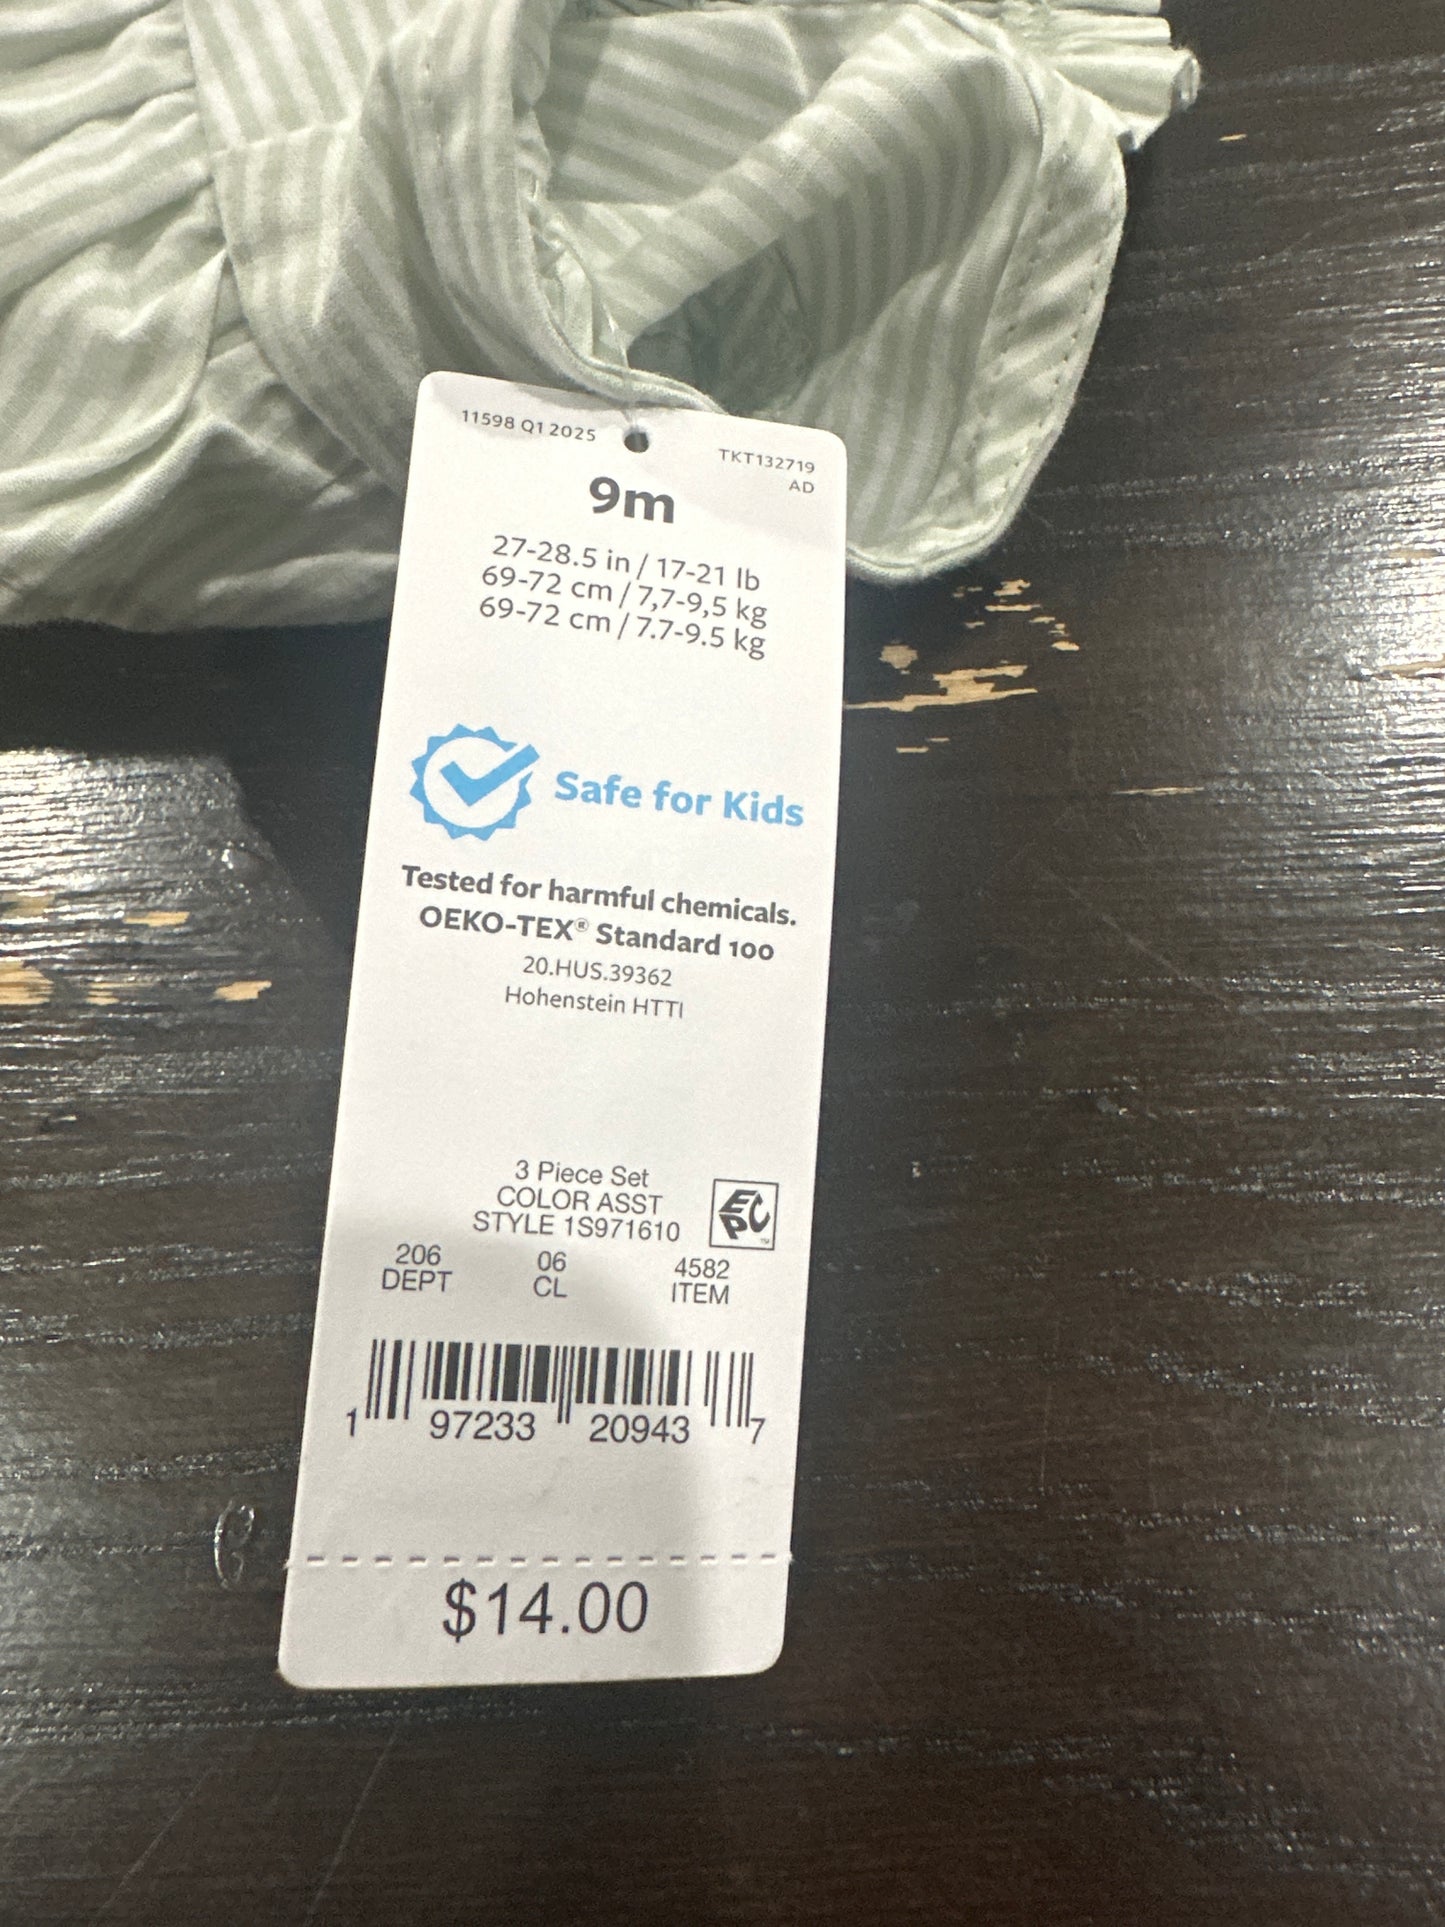 11598 Q1 2025
TKT132719
AD
9m
27-28.5 in / 17-21 lb
69-72 cm / 7,7-9,5 kg
69-72 cm / 7.7-9.5 kg
Safe for Kids
Tested for harmful chemicals.
OEKO-TEX® Standard 100
20.HUS.39362
Hohenstein HTTI
3 Piece Set
COLOR ASST
STYLE 1S971610
EPC™
206 06 4582
DEPT CL ITEM
1 97233 20943 7
$14.00